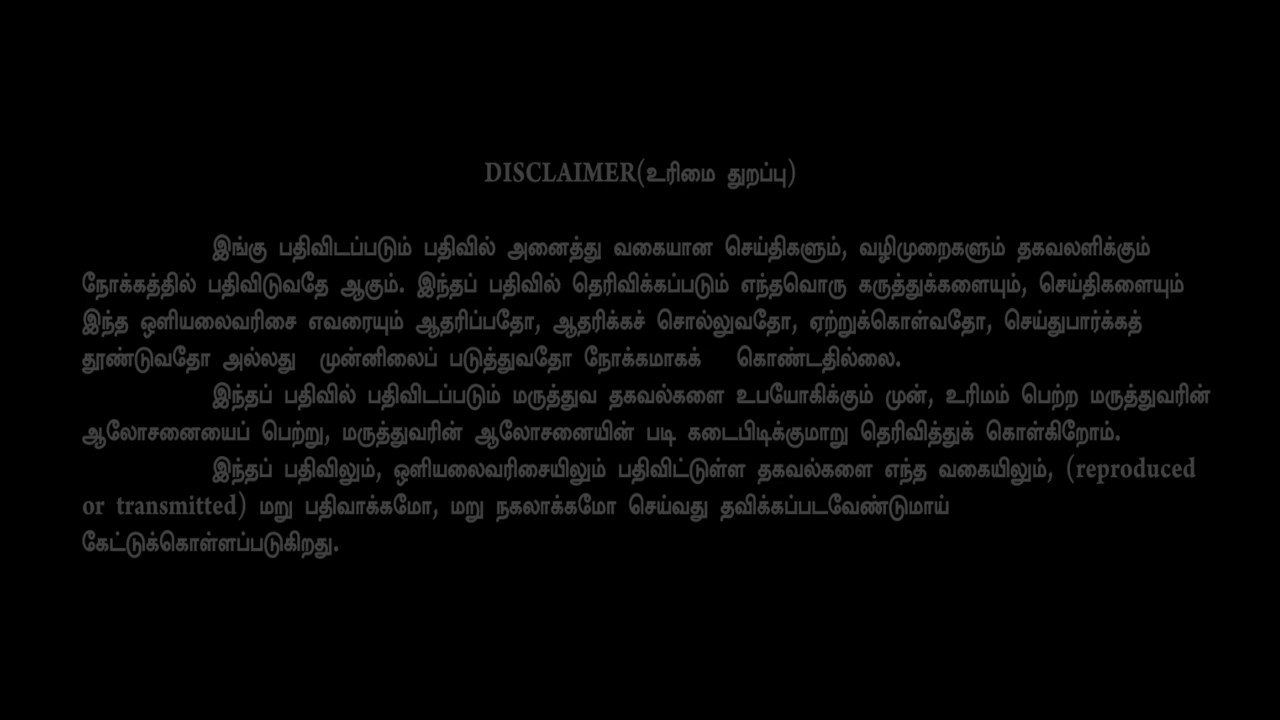 DISCLAIMER(உரிமை துறப்பு)
இங்கு பதிவிடப்படும் பதிவில் அனைத்து வகையான செய்திகளும், வழிமுறைகளும் தகவலளிக்கும்
நோக்கத்தில் பதிவிடுவதே ஆகும். இந்தப் பதிவில் தெரிவிக்கப்படும் எந்தவொரு கருத்துக்களையும், செய்திகளையும்
இந்த ஒளியலைவரிசை எவரையும் ஆதரிப்பதோ, ஆதரிக்கச் சொல்லுவதோ, ஏற்றுக்கொள்வதோ, செய்துபார்க்கத்
தூண்டுவதோ அல்லது முன்னிலைப் படுத்துவதோ நோக்கமாகக் கொண்டதில்லை.
இந்தப் பதிவில் பதிவிடப்படும் மருத்துவ தகவல்களை உபயோகிக்கும் முன், உரிமம் பெற்ற மருத்துவரின்
ஆலோசனையைப் பெற்று, மருத்துவரின் ஆலோசனையின் படி கடைபிடிக்குமாறு தெரிவித்துக் கொள்கிறோம்.
இந்தப் பதிவிலும், ஒளியலைவரிசையிலும் பதிவிட்டுள்ள தகவல்களை எந்த வகையிலும், (reproduced
or transmitted) மறு பதிவாக்கமோ, மறு நகலாக்கமோ செய்வது தவிக்கப்படவேண்டுமாய்
கேட்டுக்கொள்ளப்படுகிறது.